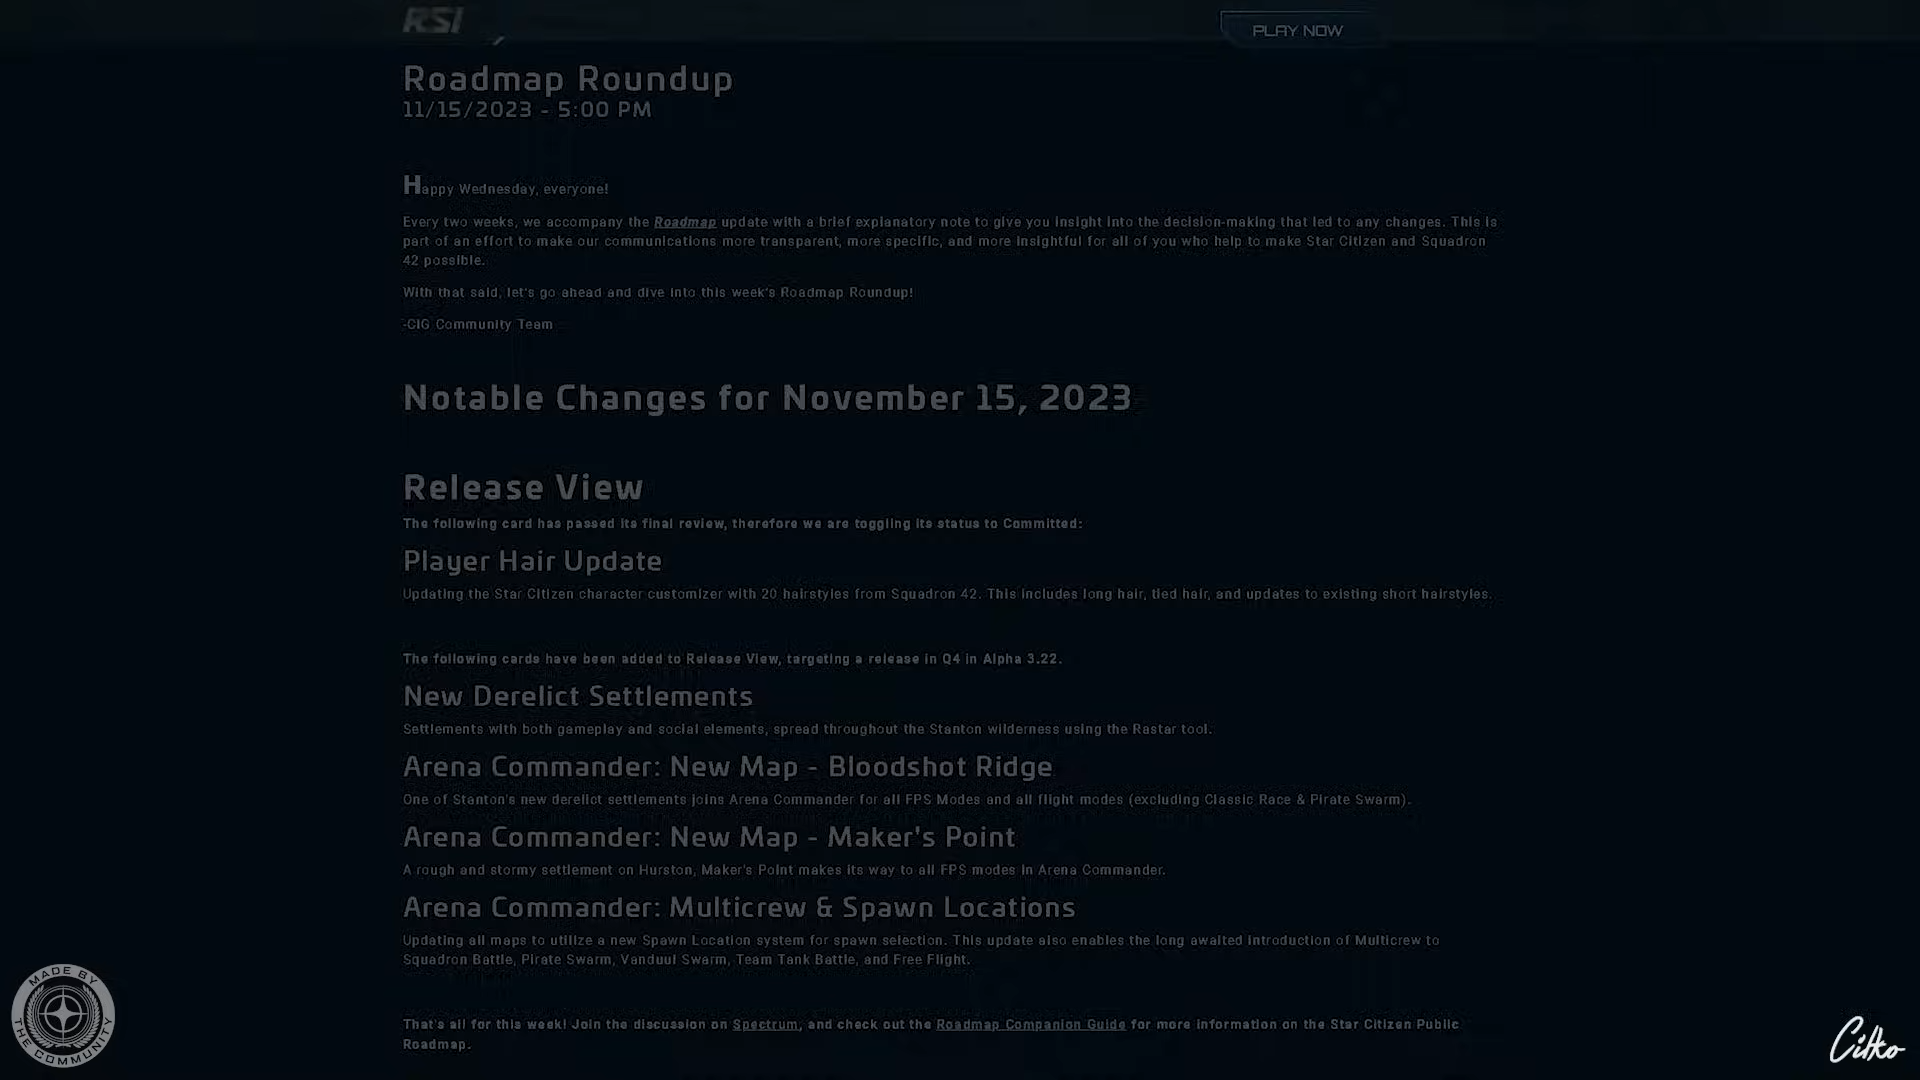 RSI
PLAY NOW
Roadmap Roundup
11/15/2023 - 5:00 PM
Happy Wednesday, everyone!
Every two weeks, we accompany the Roadmap update with a brief explanatory note to give you insight into the decision-making that led to any changes. This is
part of an effort to make our communications more transparent, more specific, and more insightful for all of you who help to make Star Citizen and Squadron
42 possible.
With that said, let's go ahead and dive into this week's Roadmap Roundup!
-CIG Community Team
Notable Changes for November 15, 2023
Release View
The following card has passed its final review, therefore we are toggling its status to Committed:
Player Hair Update
Updating the Star Citizen character customizer with 20 hairstyles from Squadron 42. This includes long hair, tied hair, and updates to existing short hairstyles.
The following cards have been added to Release View, targeting a release in Q4 in Alpha 3.22.
New Derelict Settlements
Settlements with both gameplay and social elements, spread throughout the Stanton wilderness using the Rastar tool.
Arena Commander: New Map - Bloodshot Ridge
One of Stanton's new derelict settlements joins Arena Commander for all FPS Modes and all flight modes (excluding Classic Race & Pirate Swarm).
Arena Commander: New Map - Maker's Point
A rough and stormy settlement on Hurston, Maker's Point makes its way to all FPS modes in Arena Commander.
Arena Commander: Multicrew & Spawn Locations
Updating all maps to utilize a new Spawn Location system for spawn selection. This update also enables the long awaited introduction of Multicrew to
Squadron Battle, Pirate Swarm, Vanduul Swarm, Team Tank Battle, and Free Flight.
That's all for this week! Join the discussion on Spectrum, and check out the Roadmap Companion Guide for more information on the Star Citizen Public
Roadmap.
MADE BY
THE COMMUNITY
Citko